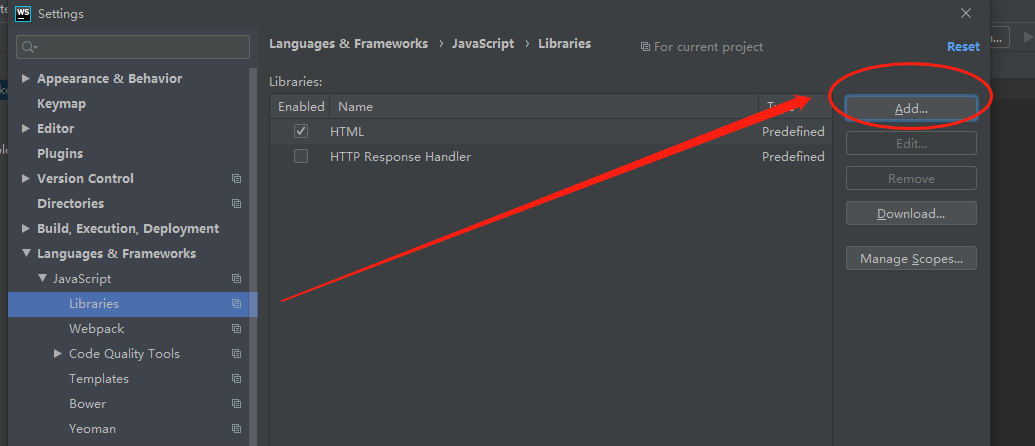 WS Settings
Languages & Frameworks › JavaScript › Libraries For current project Reset
Appearance & Behavior
Keymap
Editor
Plugins
Version Control
Directories
Build, Execution, Deployment
Languages & Frameworks
JavaScript
Libraries
Webpack
Code Quality Tools
Templates
Bower
Yeoman
Libraries:
Enabled Name
HTML Predefined
HTTP Response Handler Predefined
Add...
Edit...
Remove
Download...
Manage Scopes...